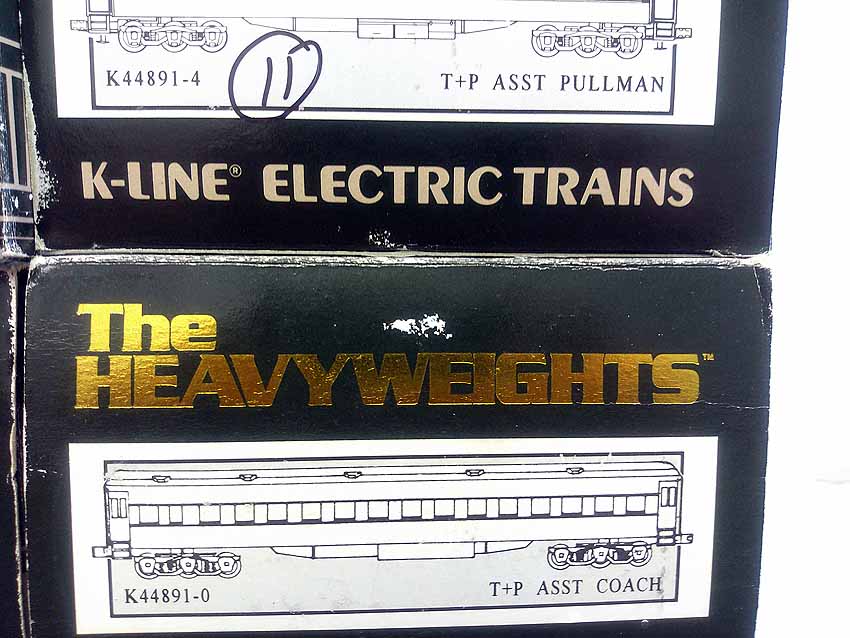 K44891-4 11 T+P ASST PULLMAN
K-LINE® ELECTRIC TRAINS
The
HEAVYWEIGHTS™
K44891-0 T+P ASST COACH